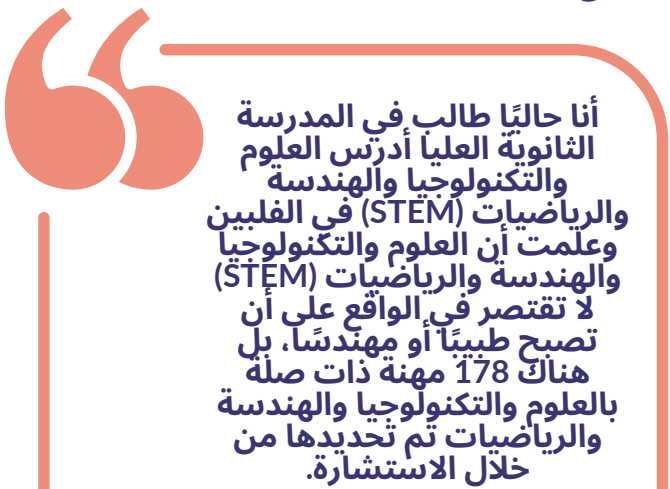 أنا حاليًا طالب في المدرسة
الثانوية العليا أدرس العلوم
والتكنولوجيا والهندسة
والرياضيات (STEM) في الفلبين
وعلمت أن العلوم والتكنولوجيا
والهندسة والرياضيات (STEM)
لا تقتصر في الواقع على أن
تصبح طبيبًا أو مهندسًا، بل
هناك 178 مهنة ذات صلة
بالعلوم والتكنولوجيا والهندسة
والرياضيات تم تحديدها من
خلال الاستشارة.